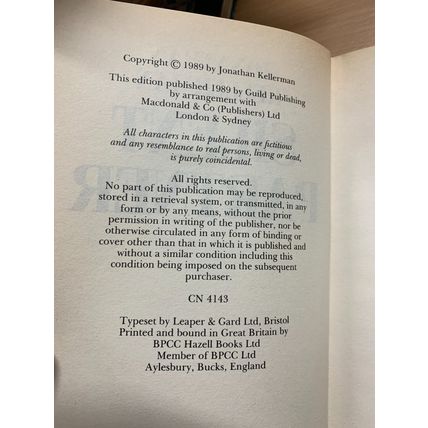 Copyright © 1989 by Jonathan Kellerman
This edition published 1989 by Guild Publishing
by arrangement with
Macdonald & Co (Publishers) Ltd
London & Sydney
All characters in this publication are fictitious
and any resemblance to real persons, living or dead,
is purely coincidental.
All rights reserved.
No part of this publication may be reproduced,
stored in a retrieval system, or transmitted, in any
form or by any means, without the prior
permission in writing of the publisher, nor be
otherwise circulated in any form of binding or
cover other than that in which it is published and
without a similar condition including this
condition being imposed on the subsequent
purchaser.
CN 4143
Typeset by Leaper & Gard Ltd, Bristol
Printed and bound in Great Britain by
BPCC Hazell Books Ltd
Member of BPCC Ltd
Aylesbury, Bucks, England